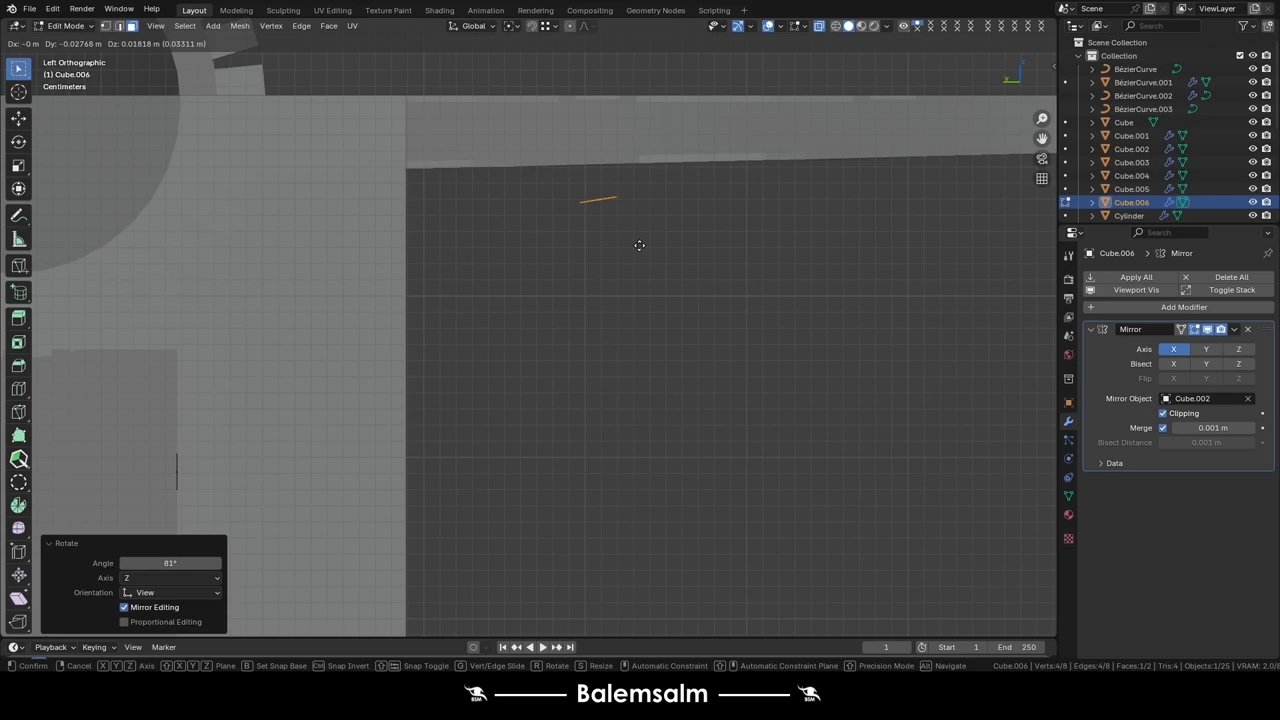 File Edit Render Window Help Layout Modeling Sculpting UV Editing Texture Paint Shading Animation Rendering Compositing Geometry Nodes Scripting Scene ViewLayer
Edit Mode View Select Add Mesh Vertex Edge Face UV Global Search
Dx: -0 m Dy: -0.02768 m Dz: 0.01818 m (0.03311 m)
Left Orthographic
(1) Cube.006
Centimeters
Z
Y
Scene Collection
Collection
BézierCurve
BézierCurve.001
BézierCurve.002
BézierCurve.003
Cube
Cube.001
Cube.002
Cube.003
Cube.004
Cube.005
Cube.006
Cylinder
Search
Cube.006 > Mirror
Apply All Delete All
Viewport Vis Toggle Stack
Add Modifier
Mirror
Axis X Y Z
Bisect X Y Z
Flip X Y Z
Mirror Object Cube.002
Clipping
Merge 0.001 m
Bisect Distance 0.001 m
Data
Rotate
Angle 81°
Axis Z
Orientation View
Mirror Editing
Proportional Editing
Playback Keying View Marker 1 Start 1 End 250
Confirm Cancel X Y Z Axis X Y Z Plane B Set Snap Base Ctrl Snap Invert Snap Toggle G Vert/Edge Slide R Rotate S Resize Automatic Constraint Automatic Constraint Plane Precision Mode Alt Navigate Cube.006 | Verts:4/8 | Edges:4/8 | Faces:1/2 | Tris:4 | Objects:1/25 | VRAM: 2.0/8
Balemsalm